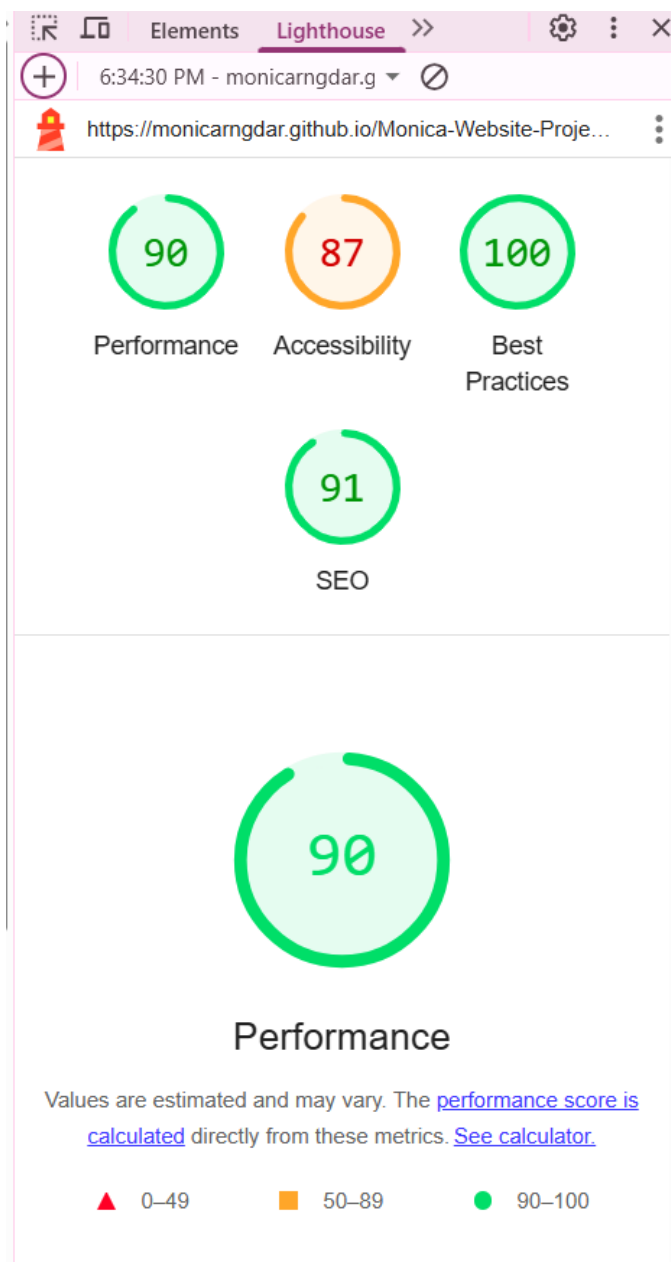 Elements Lighthouse
6:34:30 PM - monicarngdar.g
https://monicarngdar.github.io/Monica-Website-Proje...
90 87 100
Performance Accessibility Best
Practices
91
SEO
90
Performance
Values are estimated and may vary. The performance score is
calculated directly from these metrics. See calculator.
0–49 50–89 90–100